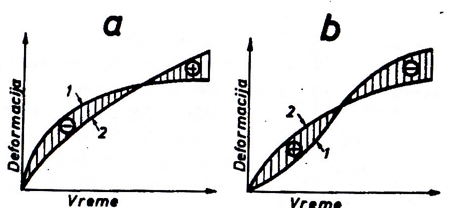 a
b
Deformacija
1
2
⊖
⊕
Vreme
Deformacija
2
1
⊕
⊖
Vreme